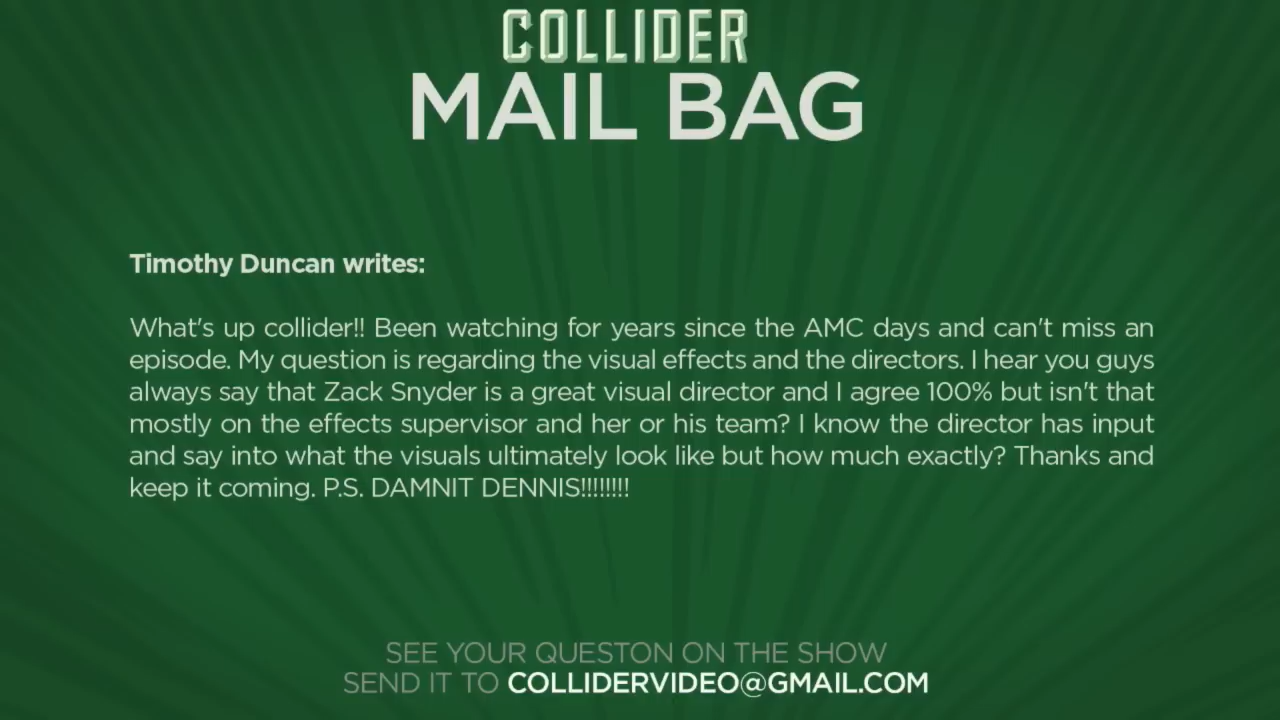 COLLIDER
MAIL BAG
Timothy Duncan writes:
What's up collider!! Been watching for years since the AMC days and can't miss an
episode. My question is regarding the visual effects and the directors. I hear you guys
always say that Zack Snyder is a great visual director and I agree 100% but isn't that
mostly on the effects supervisor and her or his team? I know the director has input
and say into what the visuals ultimately look like but how much exactly? Thanks and
keep it coming. P.S. DAMNIT DENNIS!!!!!!!!
SEE YOUR QUESTON ON THE SHOW
SEND IT TO COLLIDERVIDEO@GMAIL.COM